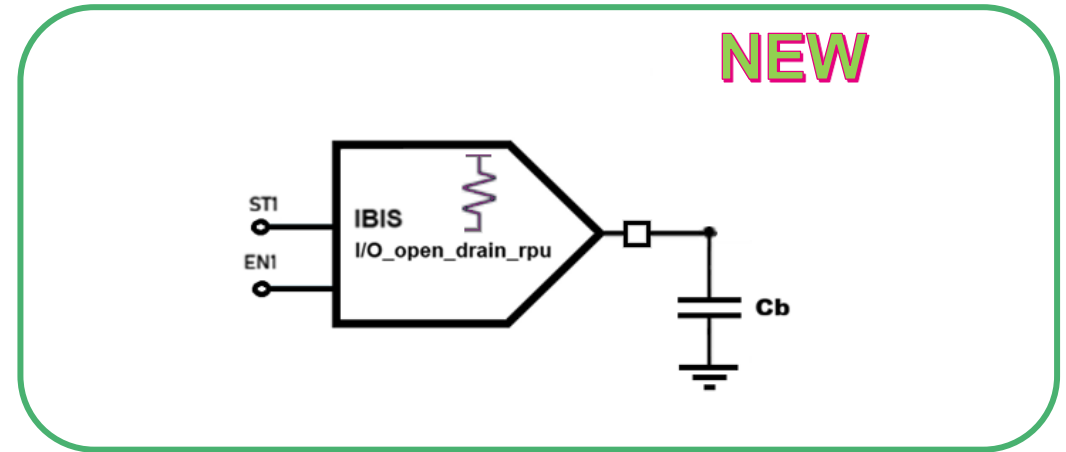 NEW
ST1
IBIS
I/O_open_drain_rpu
EN1
Cb